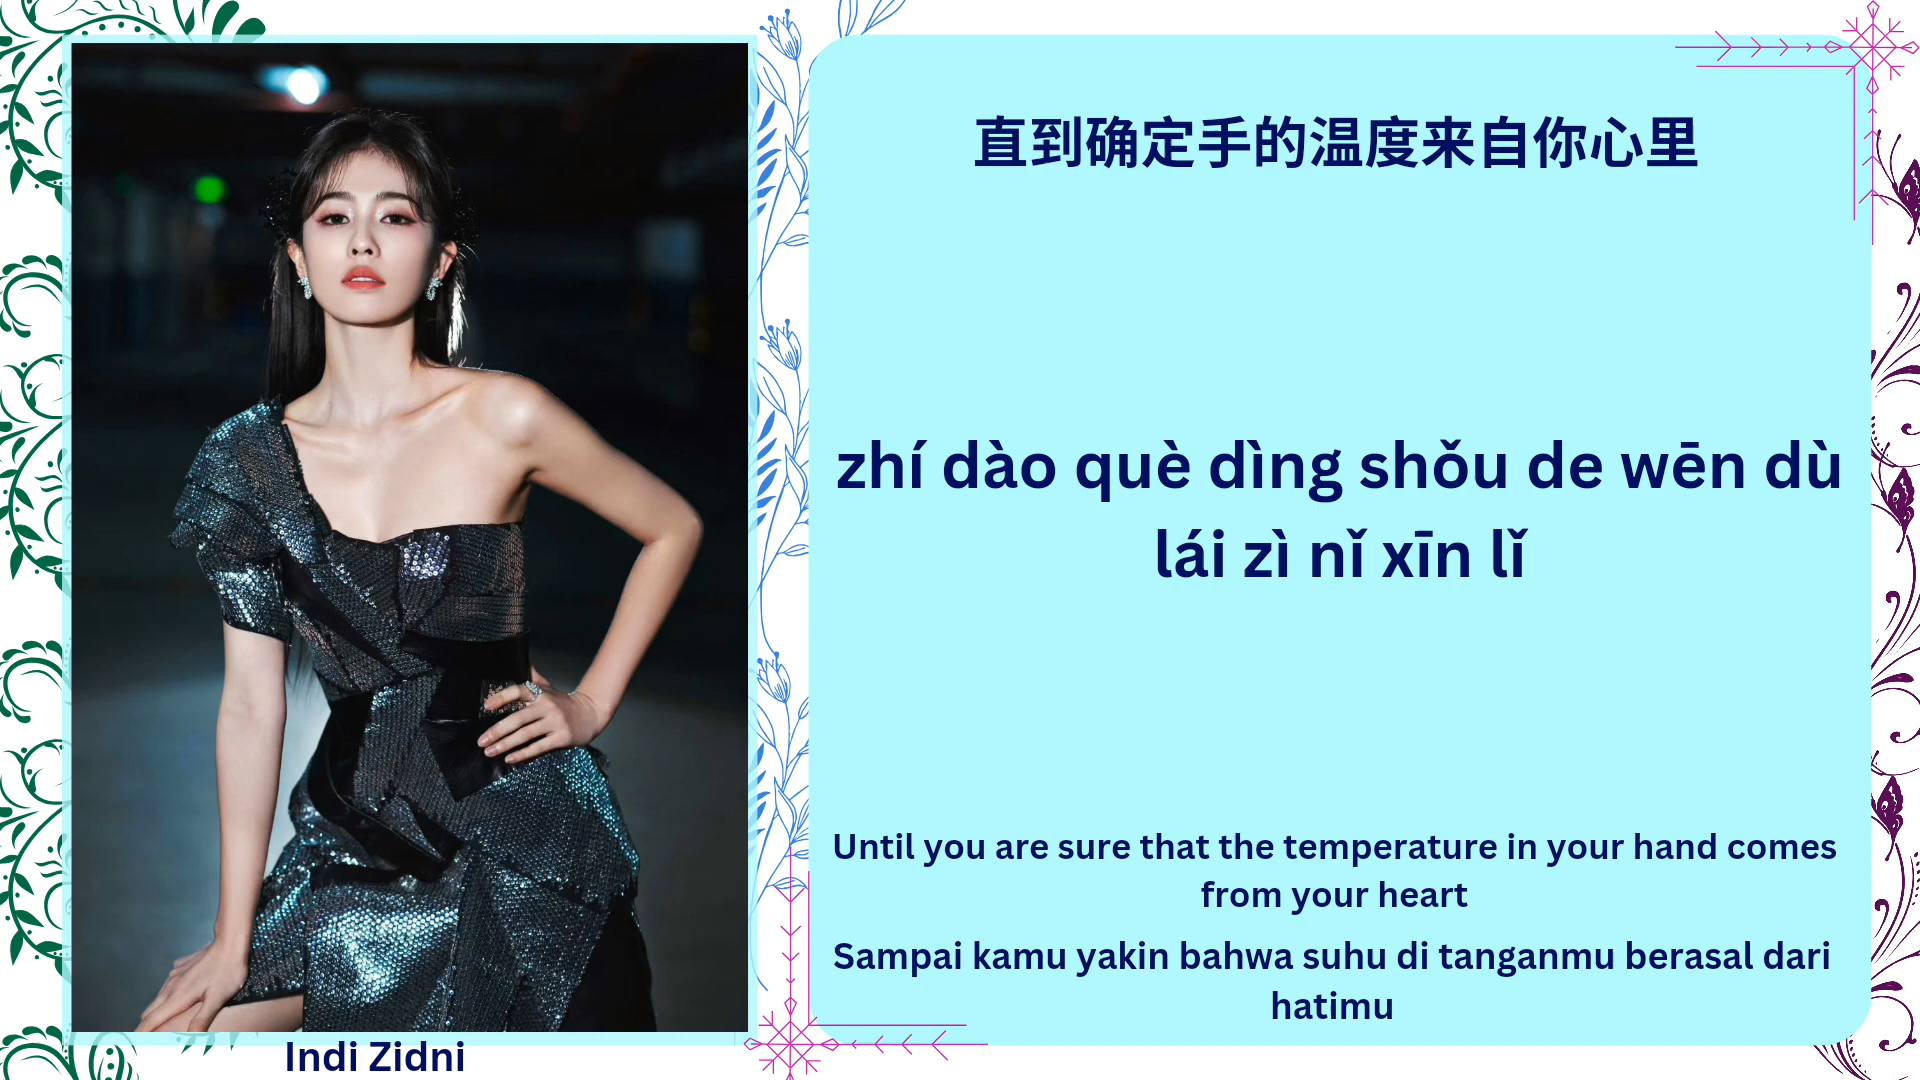 直到确定手的温度来自你心里
zhí dào què dìng shǒu de wēn dù
lái zì nǐ xīn lǐ
Until you are sure that the temperature in your hand comes
from your heart
Sampai kamu yakin bahwa suhu di tanganmu berasal dari
hatimu
Indi Zidni